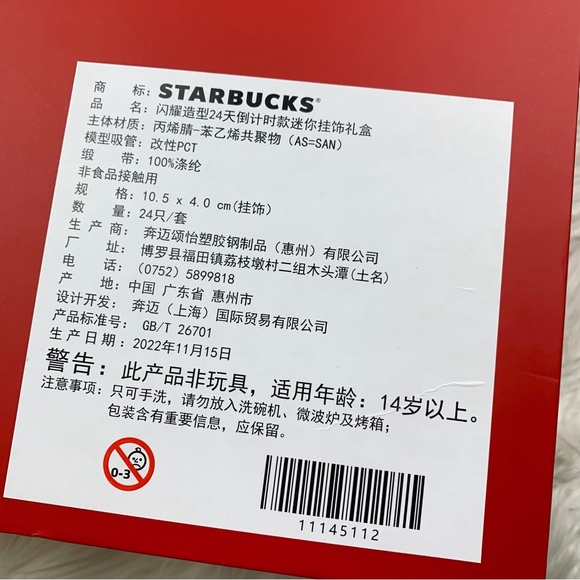 商 标: STARBUCKS®
品 名: 闪耀造型24天倒计时款迷你挂饰礼盒
主体材质: 丙烯腈-苯乙烯共聚物（AS=SAN）
模型吸管: 改性PCT
缎 带: 100%涤纶
非食品接触用
规 格: 10.5 x 4.0 cm(挂饰)
数 量: 24只/套
生 产 商: 奔迈颂怡塑胶钢制品（惠州）有限公司
厂 址: 博罗县福田镇荔枝墩村二组木头潭(土名)
电 话: (0752) 5899818
产 地: 中国 广东省 惠州市
设计开发: 奔迈（上海）国际贸易有限公司
产品标准号: GB/T 26701
生产日期: 2022年11月15日
警告: 此产品非玩具，适用年龄: 14岁以上。
注意事项: 只可手洗，请勿放入洗碗机、微波炉及烤箱;
包装含有重要信息，应保留。
0-3
11145112